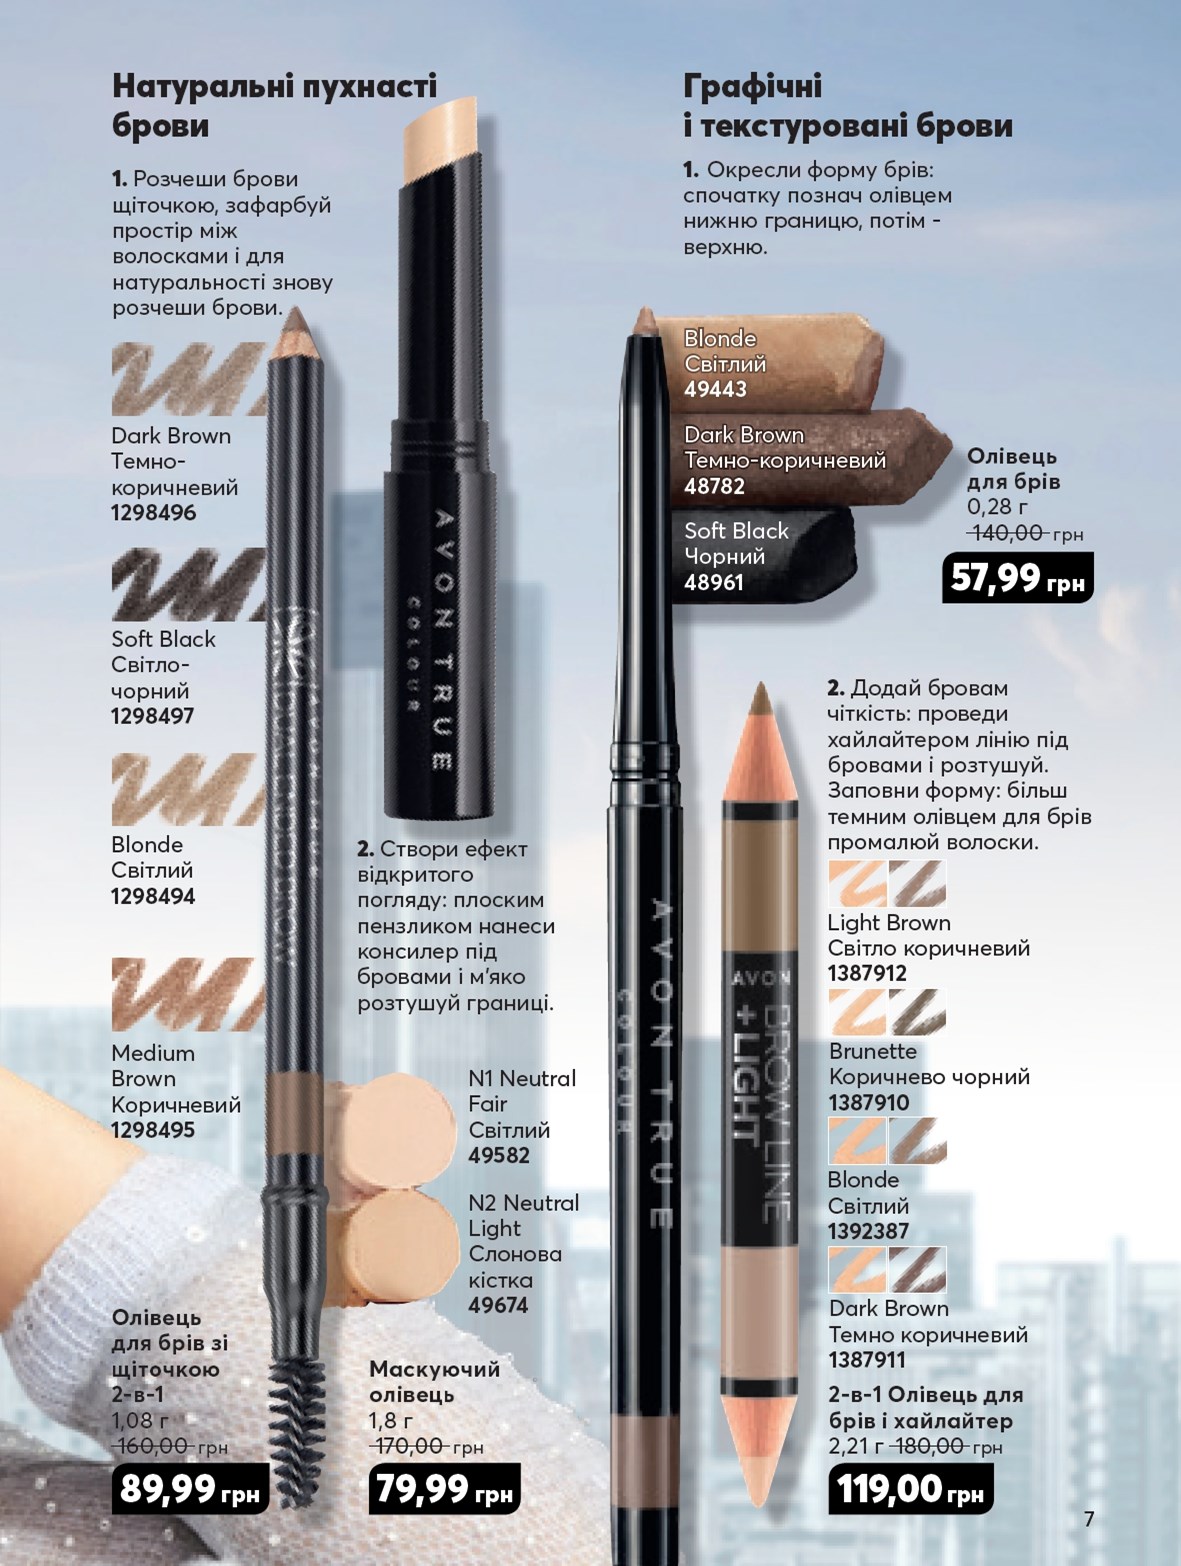 Натуральні пухнасті
брови
1. Розчеши брови
щіточкою, зафарбуй
простір між
волосками і для
натуральності знову
розчеши брови.
Dark Brown
Темно-
коричневий
1298496
Soft Black
Світло-
чорний
1298497
Blonde
Світлий
1298494
Medium
Brown
Коричневий
1298495
Олівець
для брів зі
щіточкою
2-в-1
1,08 г
160,00 грн
89,99 грн
AVON TRUE
COLOUR
2. Створи ефект
відкритого
погляду: плоским
пензликом нанеси
консилер під
бровами і м'яко
розтушуй границі.
N1 Neutral
Fair
Світлий
49582
N2 Neutral
Light
Слонова
кістка
49674
Маскуючий
олівець
1,8 г
170,00 грн
79,99 грн
Графічні
і текстуровані брови
1. Окресли форму брів:
спочатку познач олівцем
нижню границю, потім -
верхню.
Blonde
Світлий
49443
Dark Brown
Темно-коричневий
48782
Soft Black
Чорний
48961
Олівець
для брів
0,28 г
140,00 грн
57,99 грн
AVON TRUE
COLOUR
2. Додай бровам
чіткість: проведи
хайлайтером лінію під
бровами і розтушуй.
Заповни форму: більш
темним олівцем для брів
промалюй волоски.
AVON
BROW LINE
+ LIGHT
Light Brown
Світло коричневий
1387912
Brunette
Коричнево чорний
1387910
Blonde
Світлий
1392387
Dark Brown
Темно коричневий
1387911
2-в-1 Олівець для
брів і хайлайтер
2,21 г 180,00 грн
119,00 грн
7